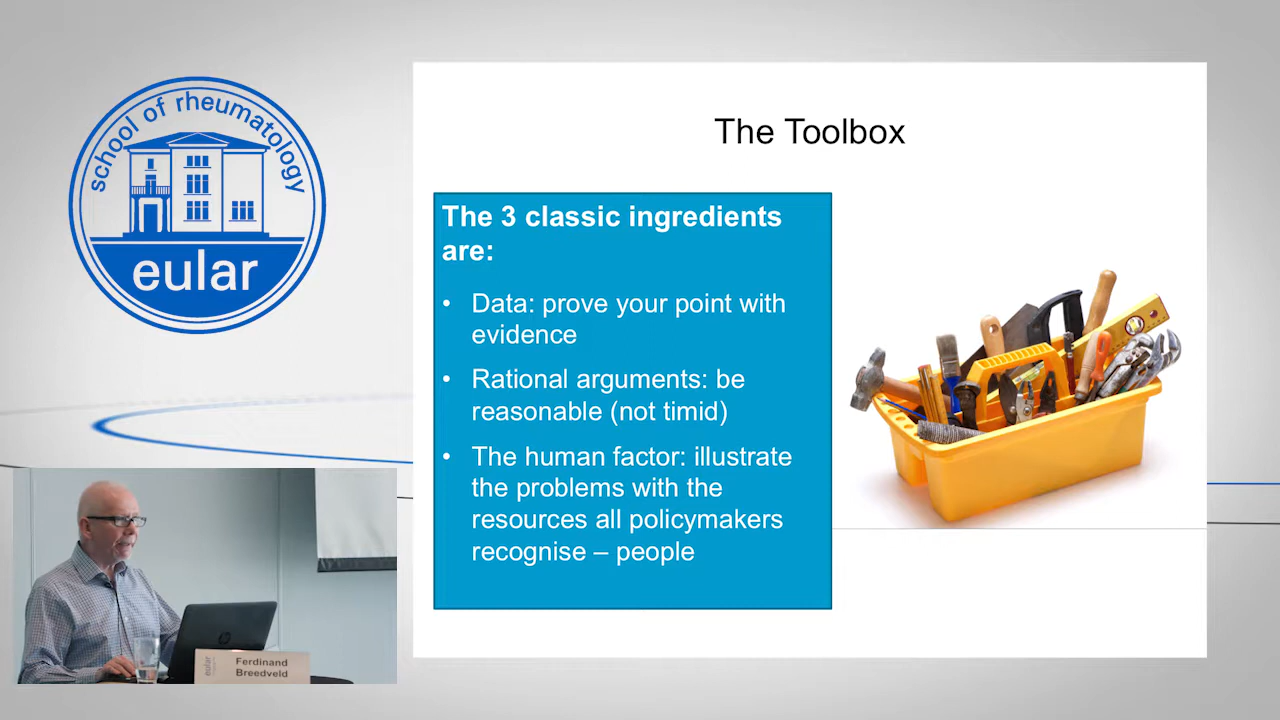 school of rheumatology
eular
The Toolbox
The 3 classic ingredients
are:
• Data: prove your point with
evidence
• Rational arguments: be
reasonable (not timid)
• The human factor: illustrate
the problems with the
resources all policymakers
recognise – people
eular
Ferdinand
Breedveld